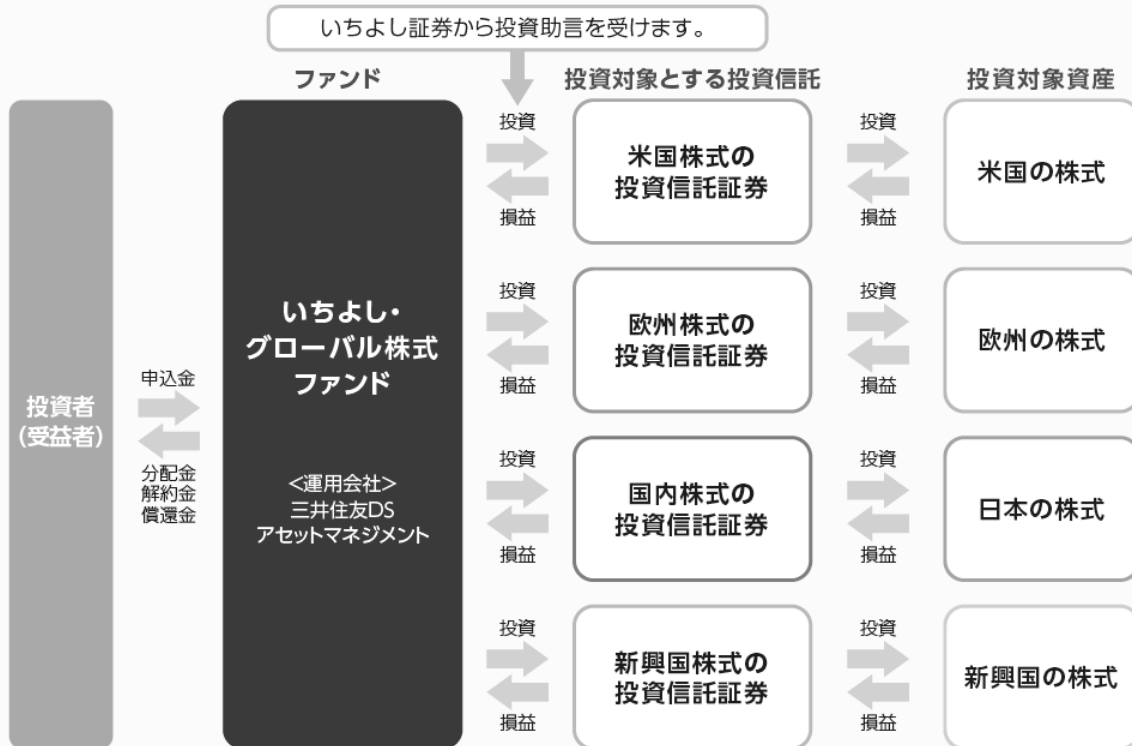 いちよし証券から投資助言を受けます。
ファンド
投資対象とする投資信託
投資対象資産
投資者
(受益者)
申込金
分配金
解約金
償還金
いちよし・
グローバル株式
ファンド
<運用会社>
三井住友DS
アセットマネジメント
投資
損益
米国株式の
投資信託証券
投資
損益
米国の株式
投資
損益
欧州株式の
投資信託証券
投資
損益
欧州の株式
投資
損益
国内株式の
投資信託証券
投資
損益
日本の株式
投資
損益
新興国株式の
投資信託証券
投資
損益
新興国の株式